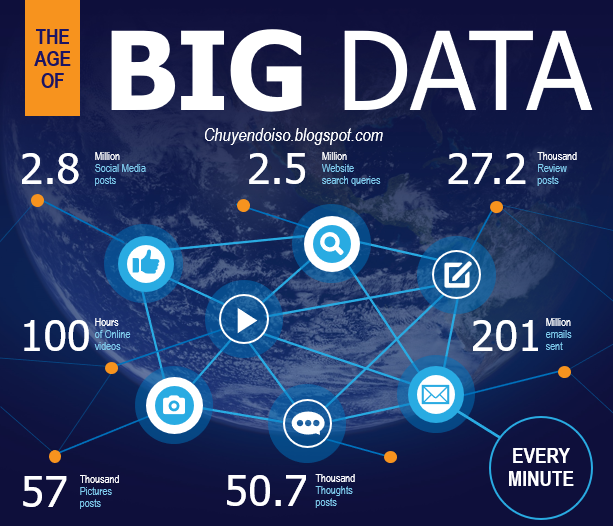 THE
AGE
OF
BIG DATA
Chuyendoiso.blogspot.com
2.8 Million
Social Media
posts
2.5 Million
Website
search queries
27.2 Thousand
Review
posts
100 Hours
of Online
videos
201 Million
emails
sent
57 Thousand
Pictures
posts
50.7 Thousand
Thoughts
posts
EVERY
MINUTE